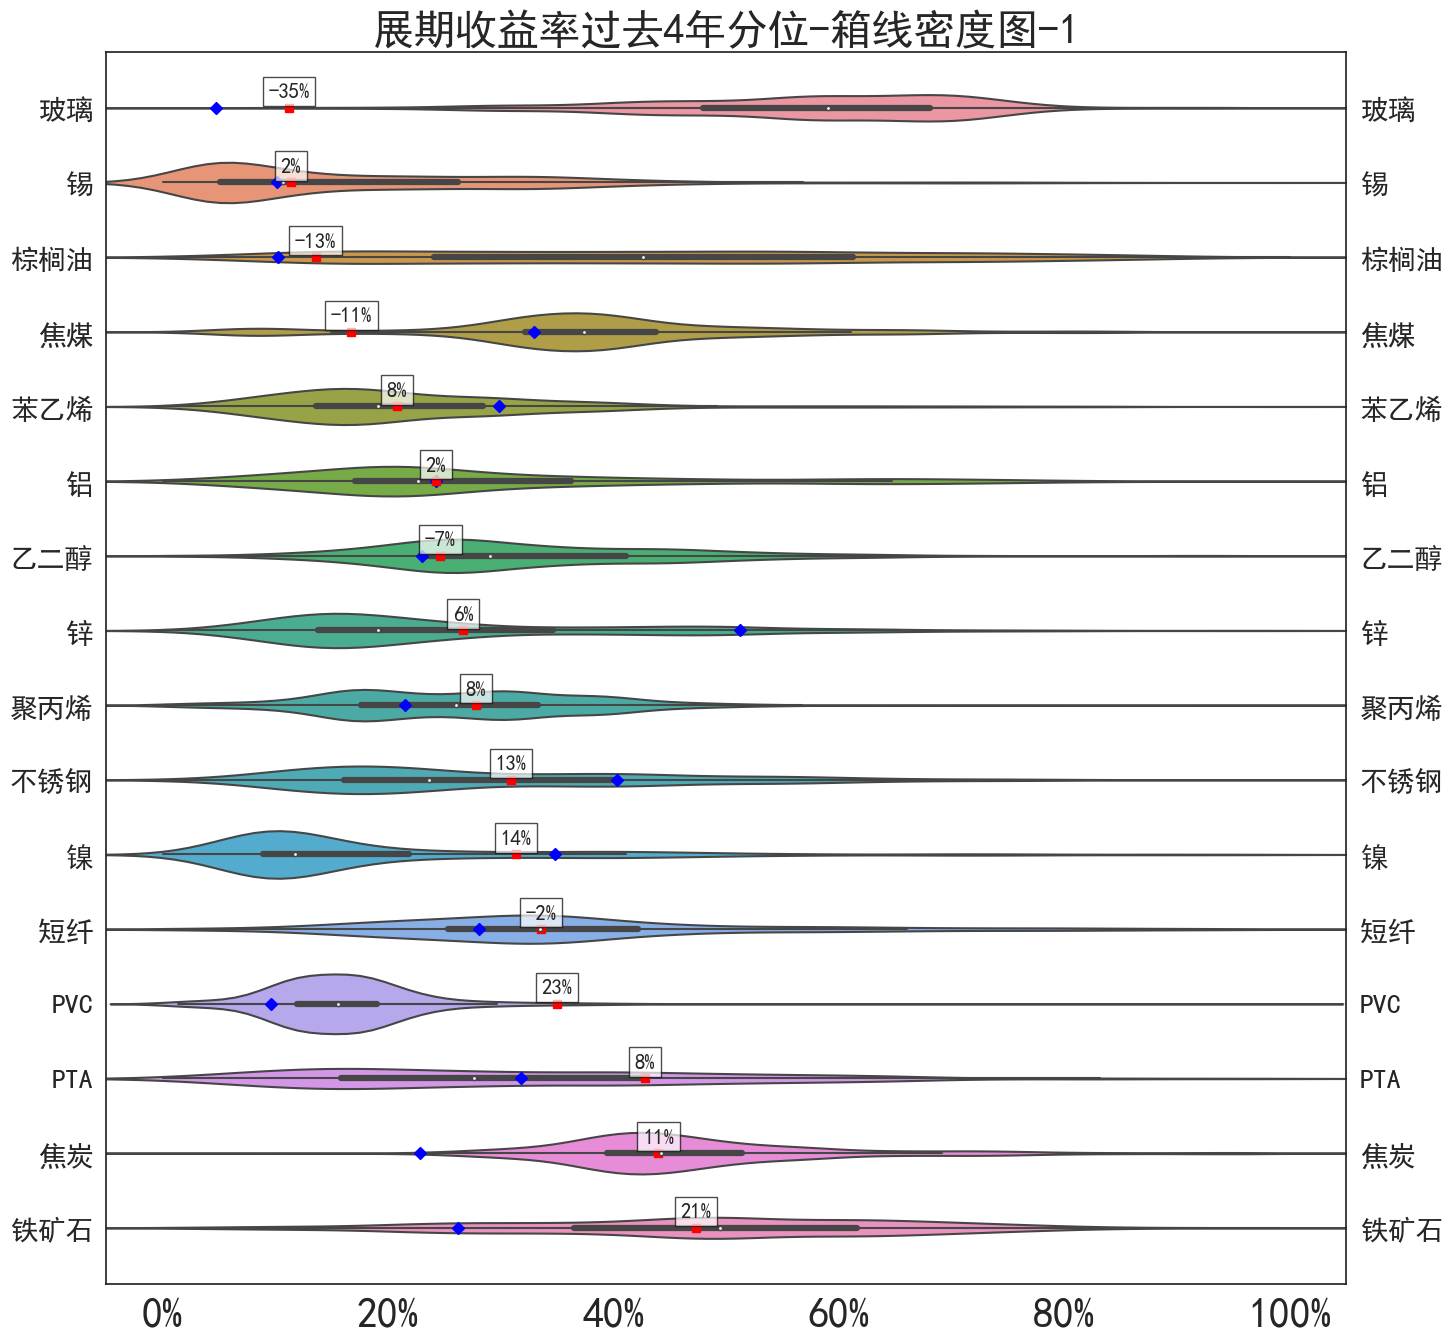 展期收益率过去4年分位-箱线密度图-1
玻璃 -35% 玻璃
锡 2% 锡
棕榈油 -13% 棕榈油
焦煤 -11% 焦煤
苯乙烯 8% 苯乙烯
铝 2% 铝
乙二醇 -7% 乙二醇
锌 6% 锌
聚丙烯 8% 聚丙烯
不锈钢 13% 不锈钢
镍 14% 镍
短纤 -2% 短纤
PVC 23% PVC
PTA 8% PTA
焦炭 11% 焦炭
铁矿石 21% 铁矿石
0% 20% 40% 60% 80% 100%